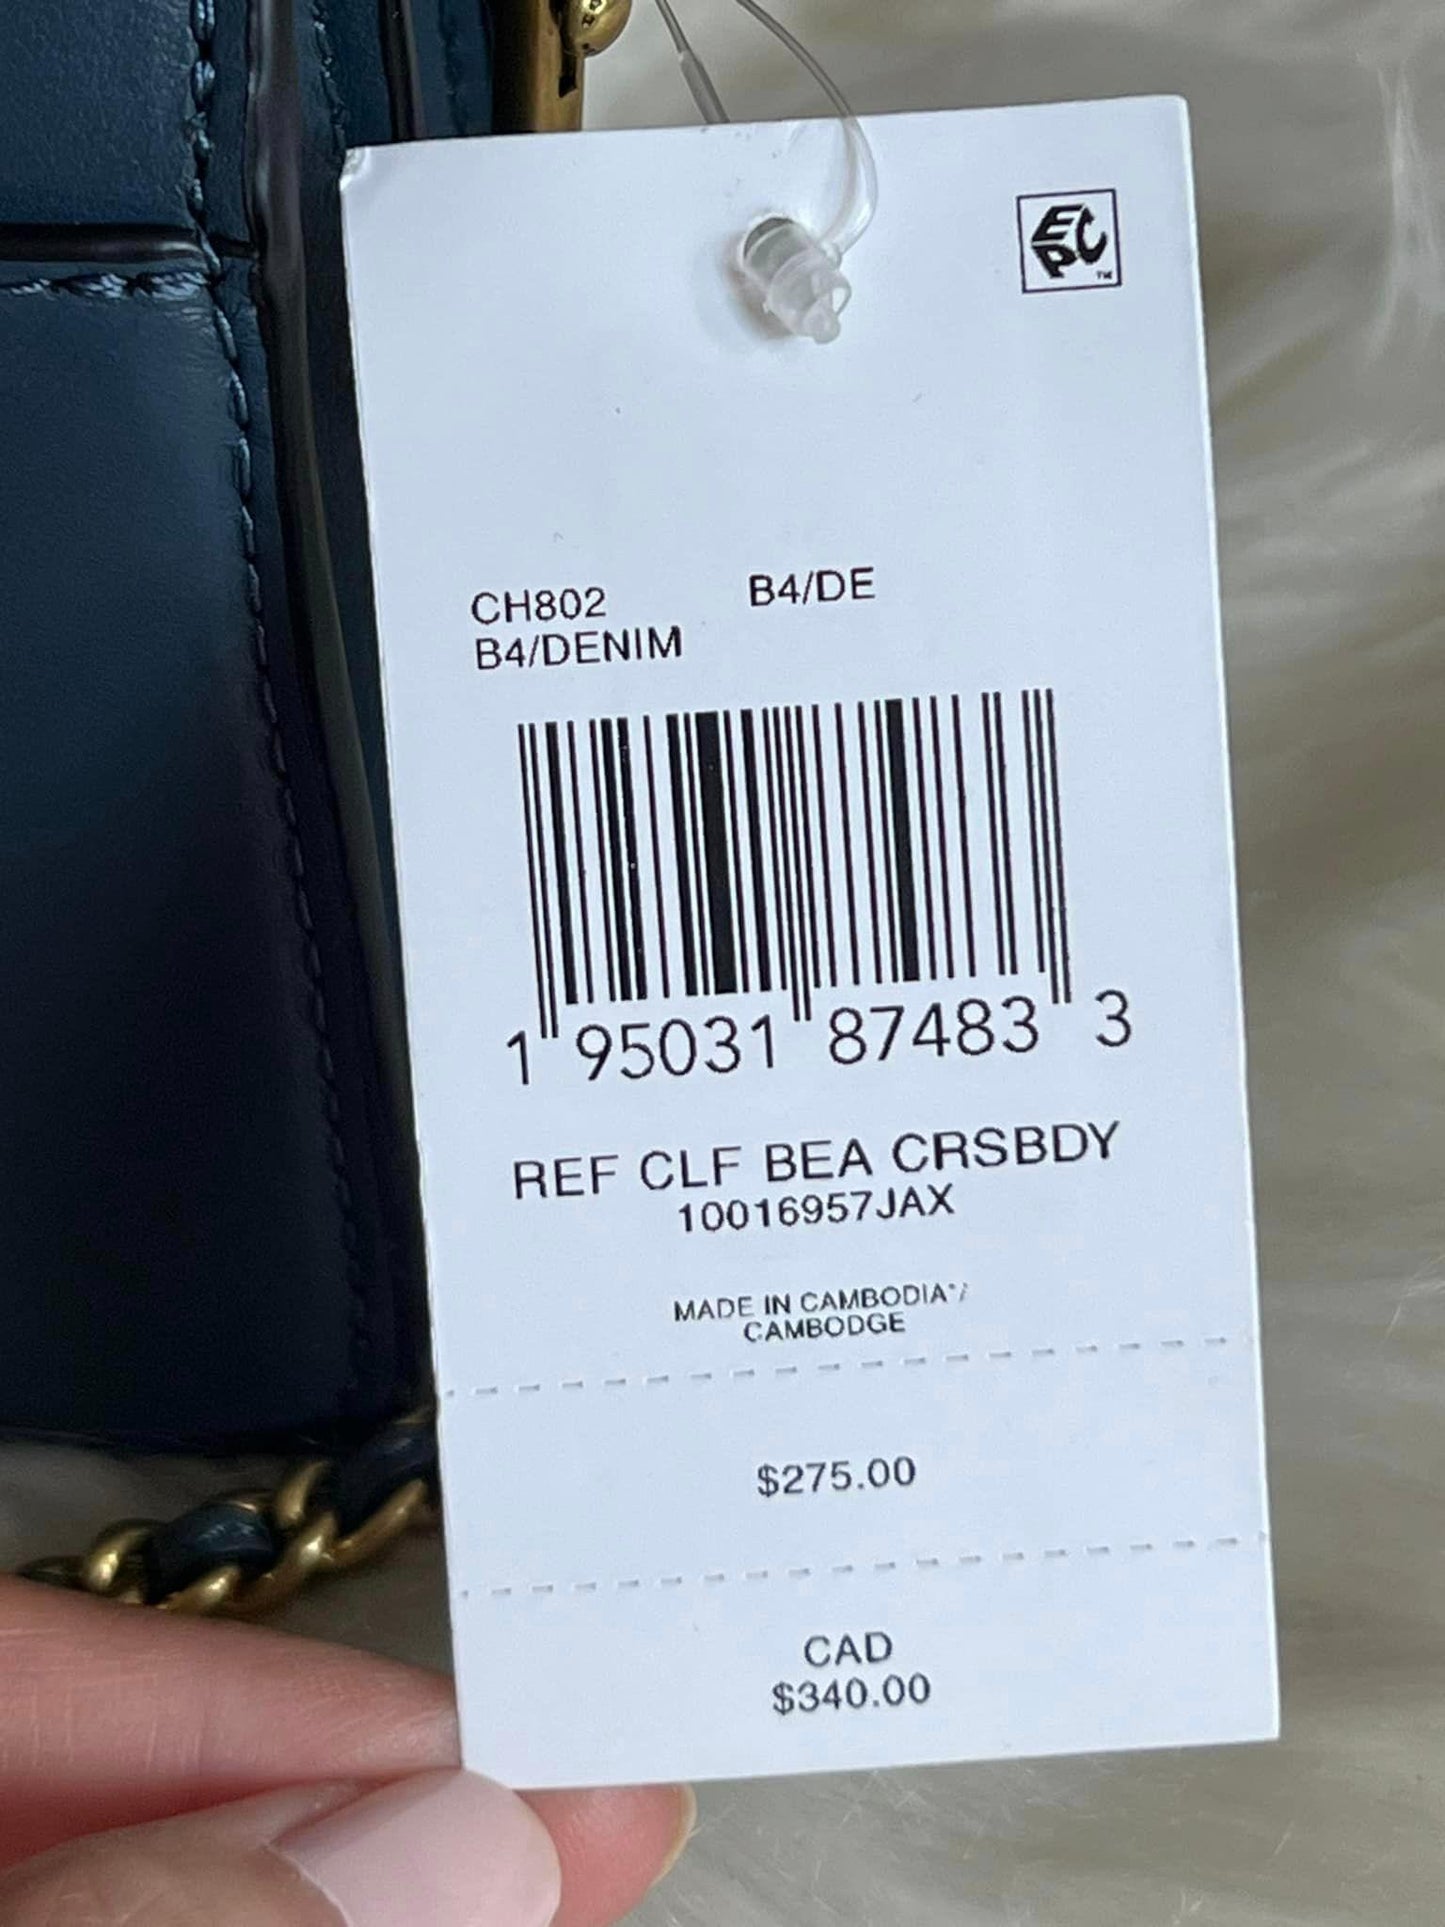 EPC
™
CH802 B4/DE
B4/DENIM
1 95031 87483 3
REF CLF BEA CRSBDY
10016957JAX
MADE IN CAMBODIA*/
CAMBODGE
$275.00
CAD
$340.00